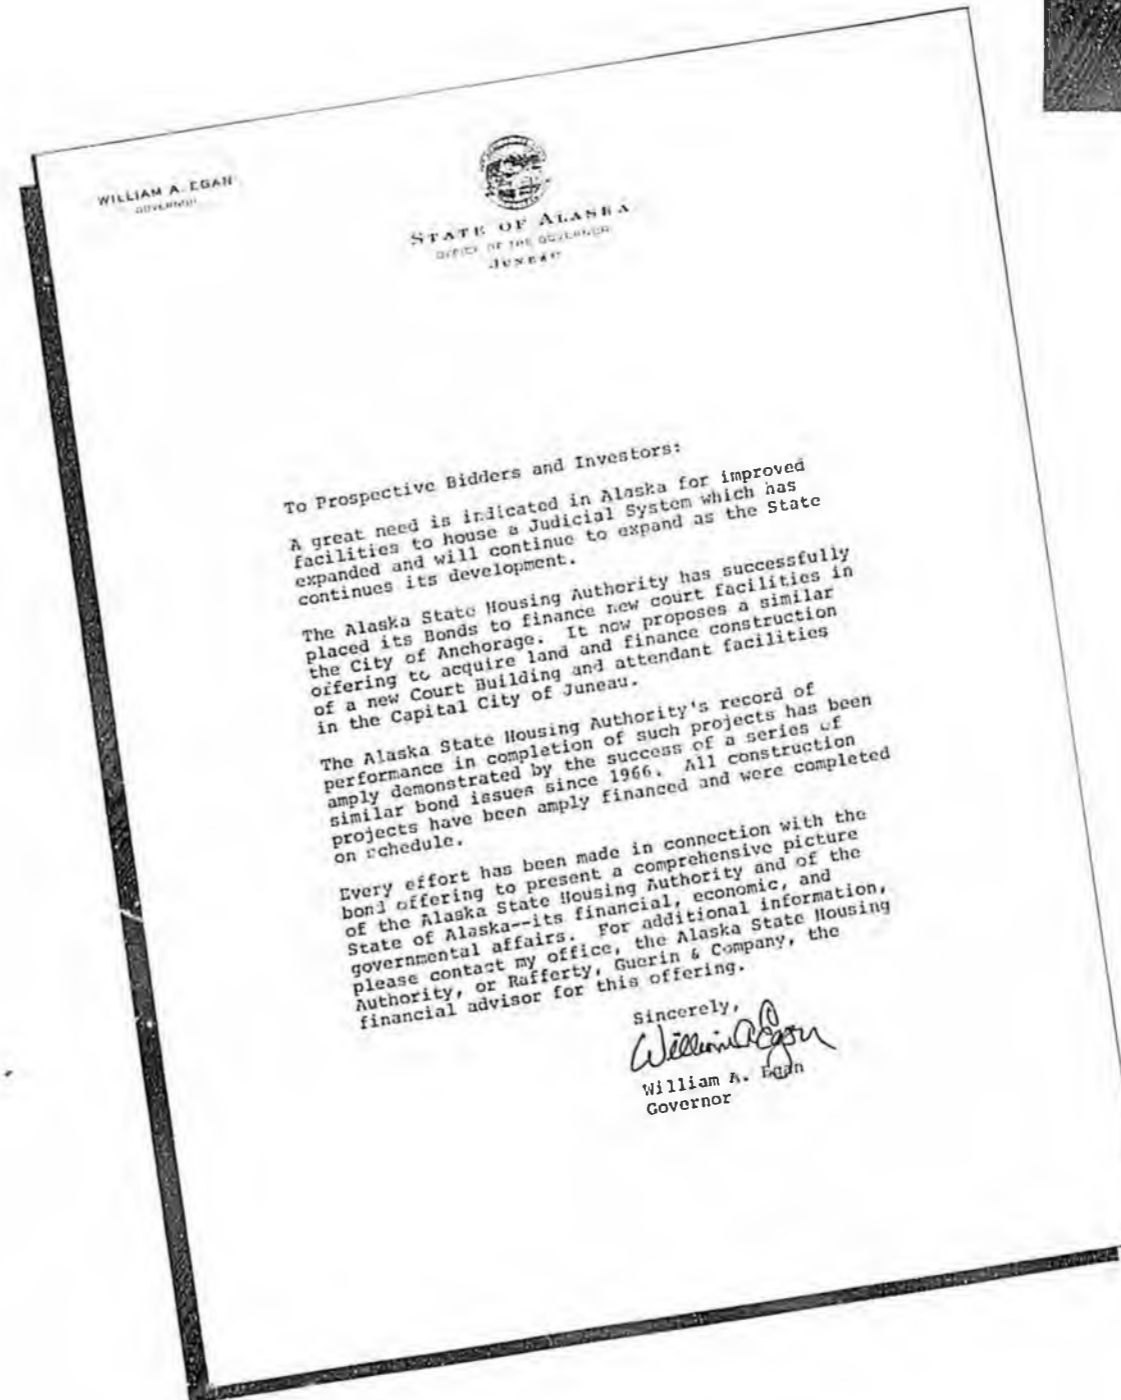 WILLIAM A. EGAN
GOVERNOR
STATE OF ALASKA
OFFICE OF THE GOVERNOR
JUNEAU
To Prospective Bidders and Investors:
A great need is indicated in Alaska for improved
facilities to house a Judicial System which has
expanded and will continue to expand as the State
continues its development.
The Alaska State Housing Authority has successfully
placed its Bonds to finance new court facilities in
the City of Anchorage. It now proposes a similar
offering to acquire land and finance construction
of a new Court Building and attendant facilities
in the Capital City of Juneau.
The Alaska State Housing Authority's record of
performance in completion of such projects has been
amply demonstrated by the success of a series of
similar bond issues since 1966. All construction
projects have been amply financed and were completed
on schedule.
Every effort has been made in connection with the
bond offering to present a comprehensive picture
of the Alaska State Housing Authority and of the
State of Alaska--its financial, economic, and
governmental affairs. For additional information,
please contact my office, the Alaska State Housing
Authority, or Rafferty, Guerin & Company, the
financial advisor for this offering.
Sincerely,
William A Egan
William A. Egan
Governor